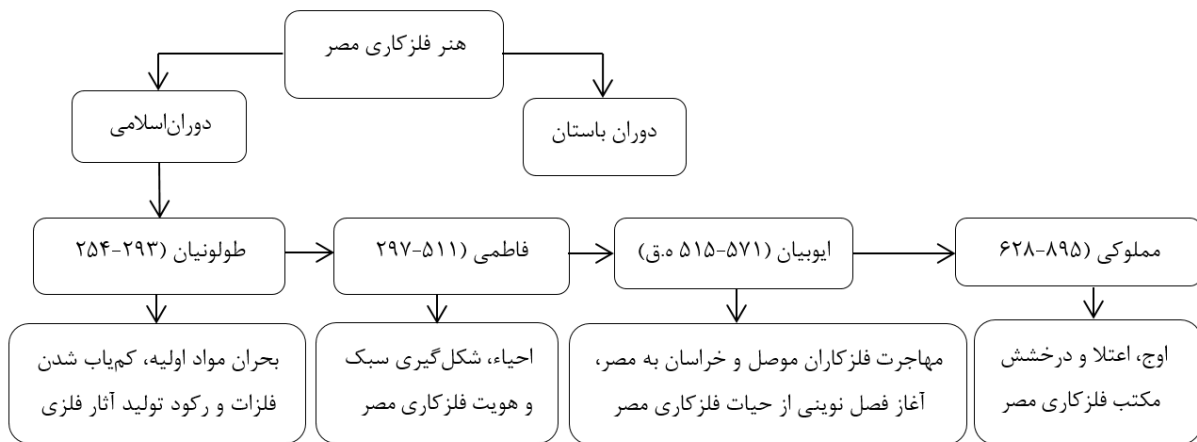 هنر فلزکاری مصر
دوران‌اسلامی
دوران باستان
طولونیان (۲۹۳-۲۵۴
فاطمی (۵۱۱-۲۹۷
ایوبیان (۵۷۱-۵۱۵ ه.ق)
مملوکی (۸۹۵-۶۲۸
بحران مواد اولیه، کم‌یاب شدن
فلزات و رکود تولید آثار فلزی
احیاء، شکل‌گیری سبک
و هویت فلزکاری مصر
مهاجرت فلزکاران موصل و خراسان به مصر،
آغاز فصل نوینی از حیات فلزکاری مصر
اوج، اعتلا و درخشش
مکتب فلزکاری مصر